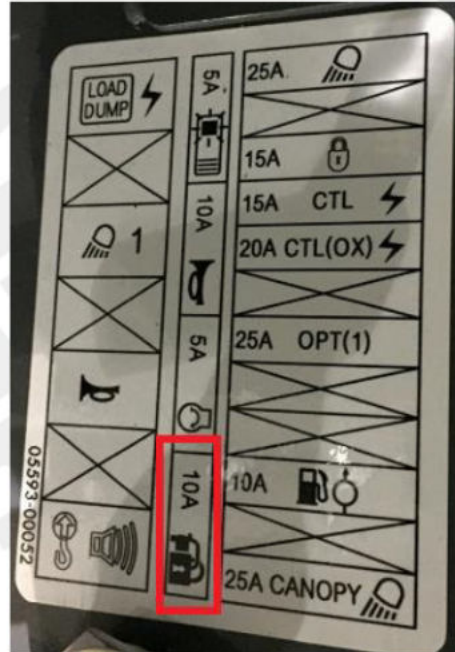 LOAD
DUMP
1
05593-00052
5A
10A
5A
10A
25A
15A
15A CTL
20A CTL(OX)
25A OPT(1)
10A
25A CANOPY